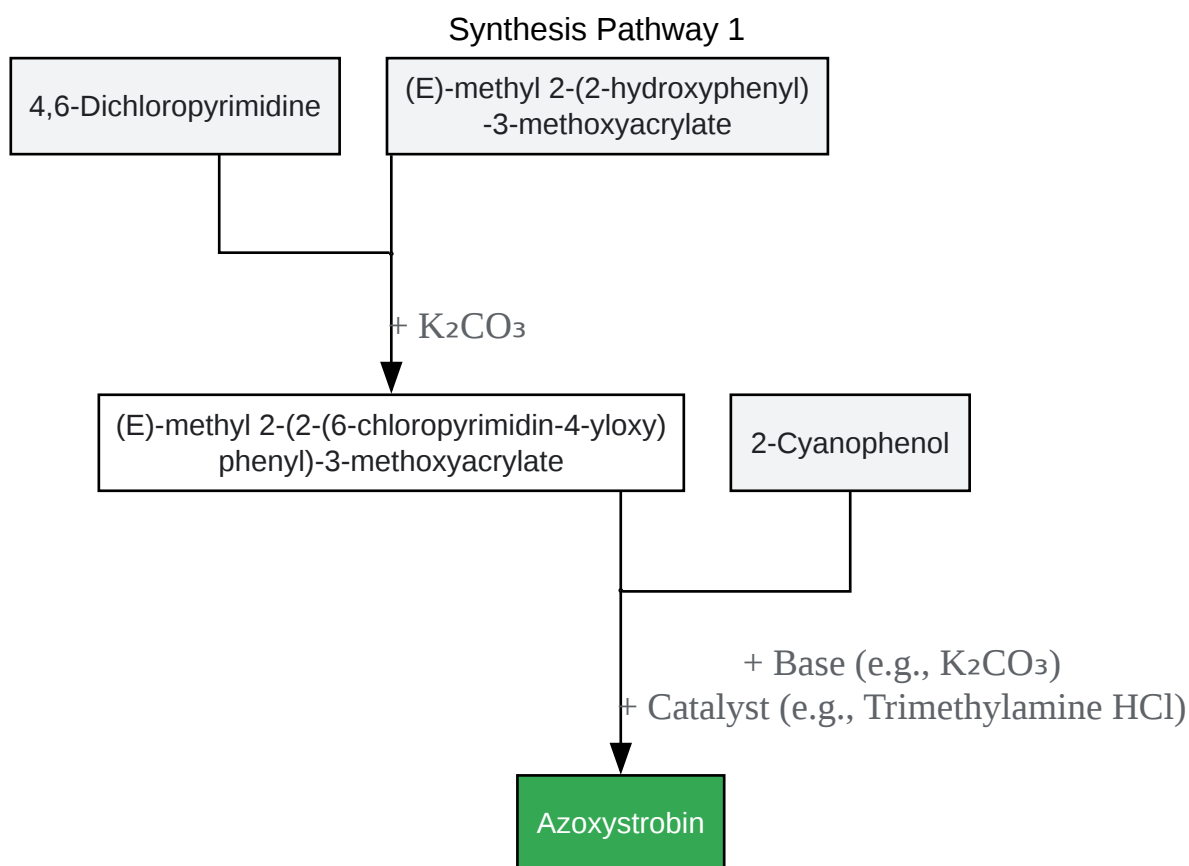 Synthesis Pathway 1
4,6-Dichloropyrimidine
(E)-methyl 2-(2-hydroxyphenyl)
-3-methoxyacrylate
+ K₂CO₃
(E)-methyl 2-(2-(6-chloropyrimidin-4-yloxy)
phenyl)-3-methoxyacrylate
2-Cyanophenol
+ Base (e.g., K₂CO₃)
+ Catalyst (e.g., Trimethylamine HCl)
Azoxystrobin